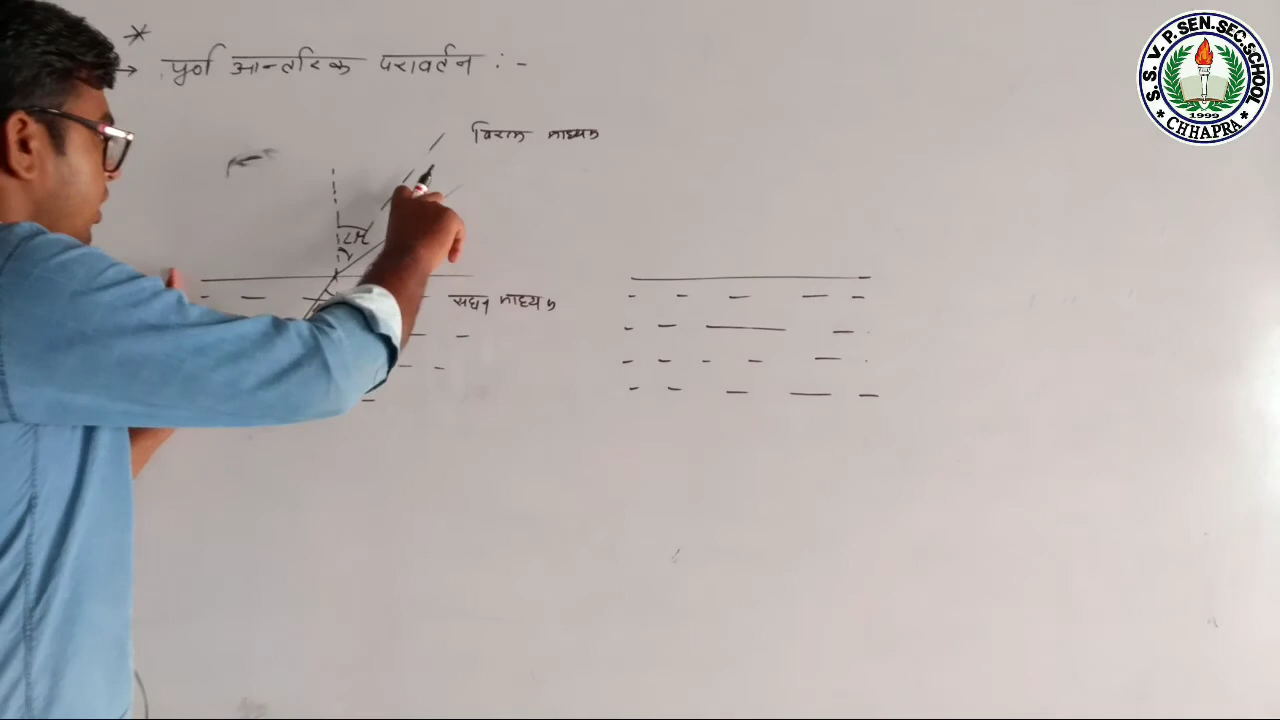 * → पूर्ण आन्तरिक परावर्तन :-
विरल माध्यम
सघन माध्यम
S. S. V. P. SEN. SEC. SCHOOL
1999
CHHAPRA